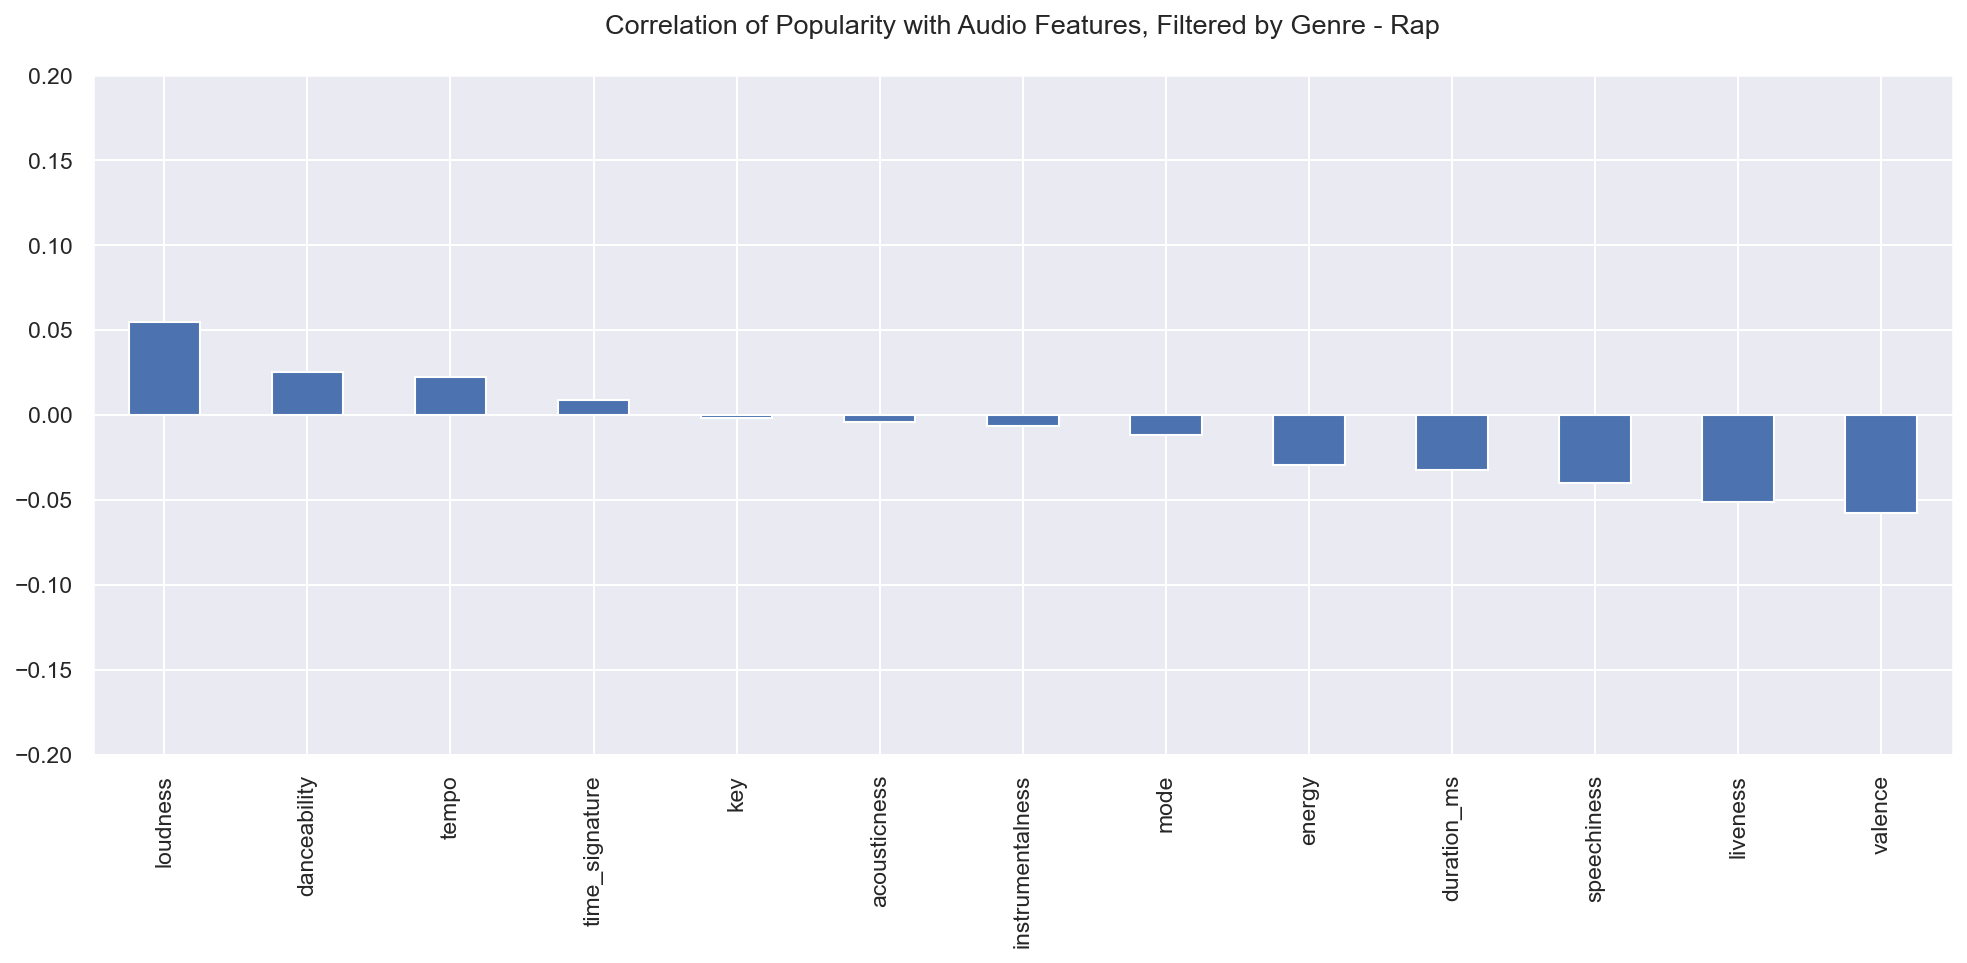 Correlation of Popularity with Audio Features, Filtered by Genre - Rap
0.20
0.15
0.10
0.05
0.00
−0.05
−0.10
−0.15
−0.20
loudness
danceability
tempo
time_signature
key
acousticness
instrumentalness
mode
energy
duration_ms
speechiness
liveness
valence